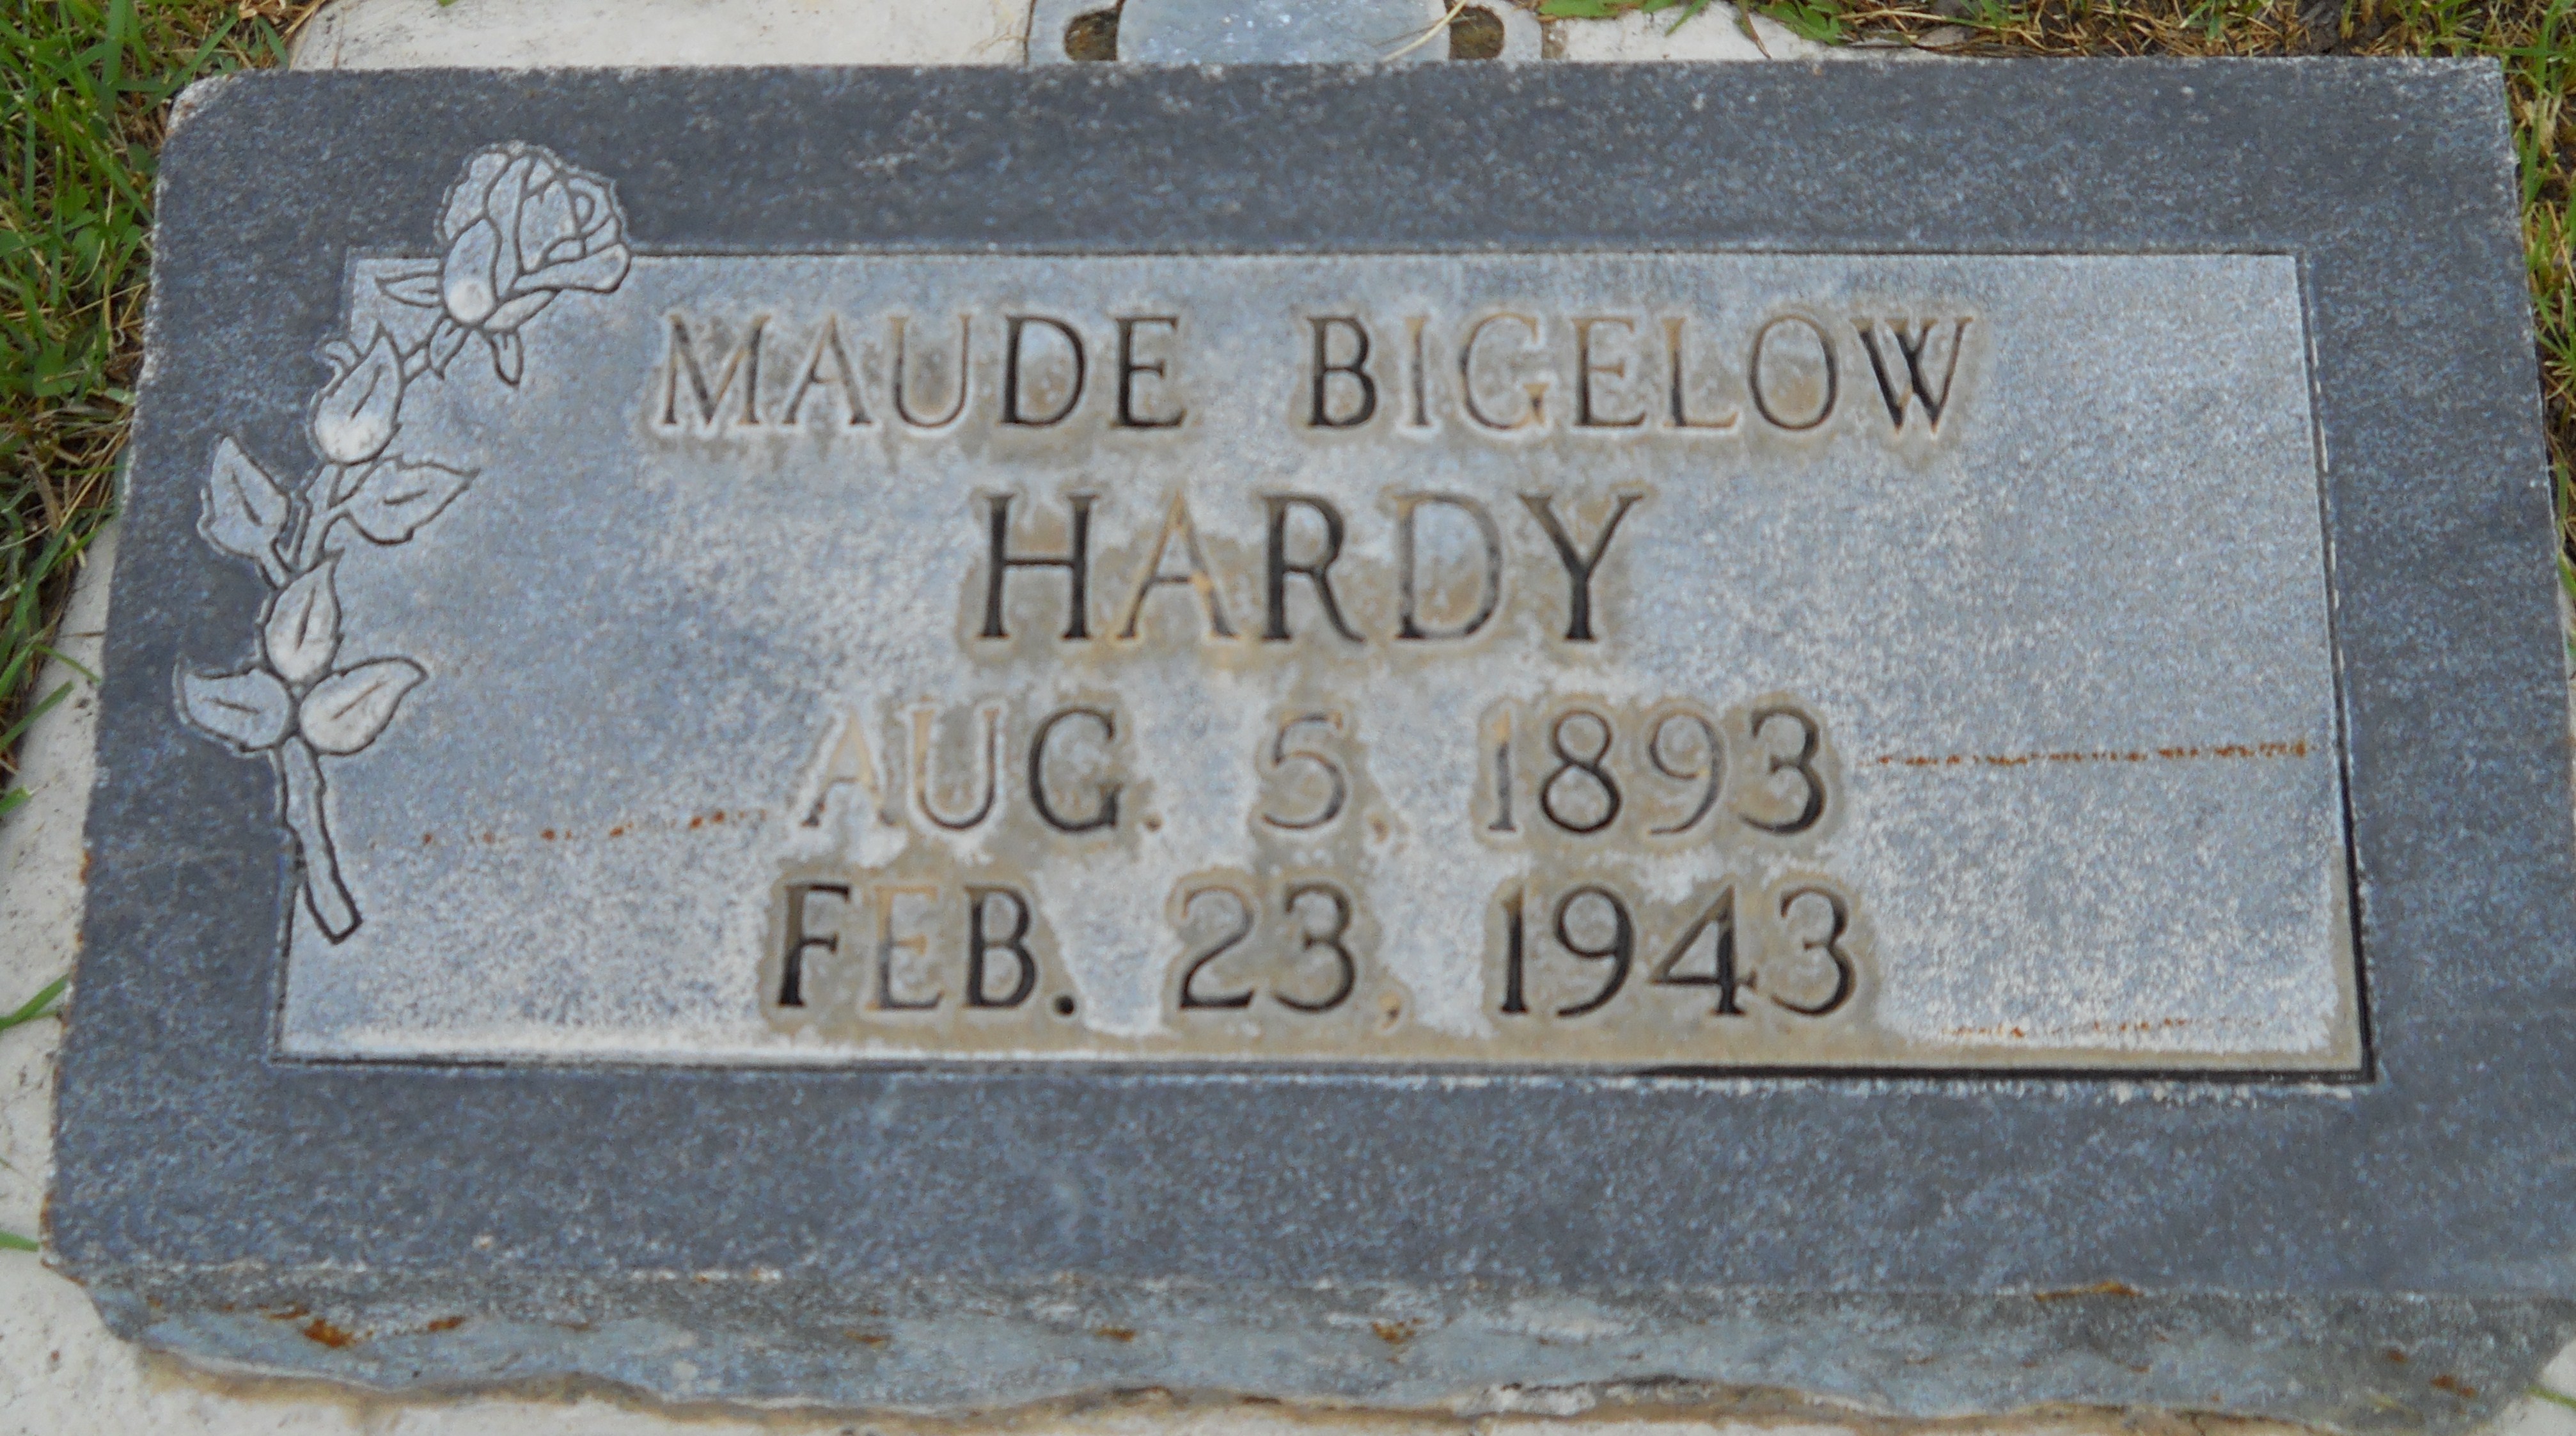 MAUDE BIGELOW
HARDY
AUG. 5, 1893
FEB. 23, 1943